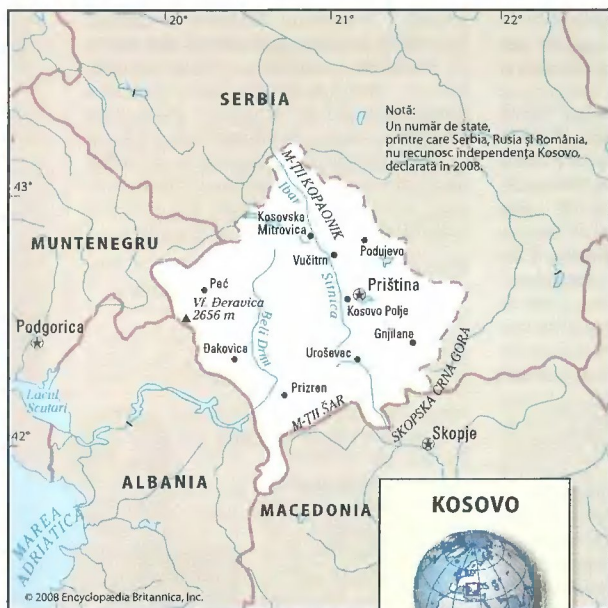 20°
21°
22°
SERBIA
Notă:
Un număr de state,
printre care Serbia, Rusia și România,
nu recunosc independența Kosovo,
declarată în 2008.
43°
M-ȚII KOPAONIK
Ibar
Kosovska
Mitrovica
MUNTENEGRU
Podujevo
Vučitrn
Peć
Priština
Vf. Đeravica
2656 m
Sitnica
Kosovo Polje
Podgorica
Beli Drim
Gnjilane
Đakovica
Uroševac
Lacul
Scutari
Prizren
M-ȚII ŠAR
SKOPSKA CRNA GORA
42°
Skopje
ALBANIA
MACEDONIA
KOSOVO
MAREA
ADRIATICA
© 2008 Encyclopædia Britannica, Inc.